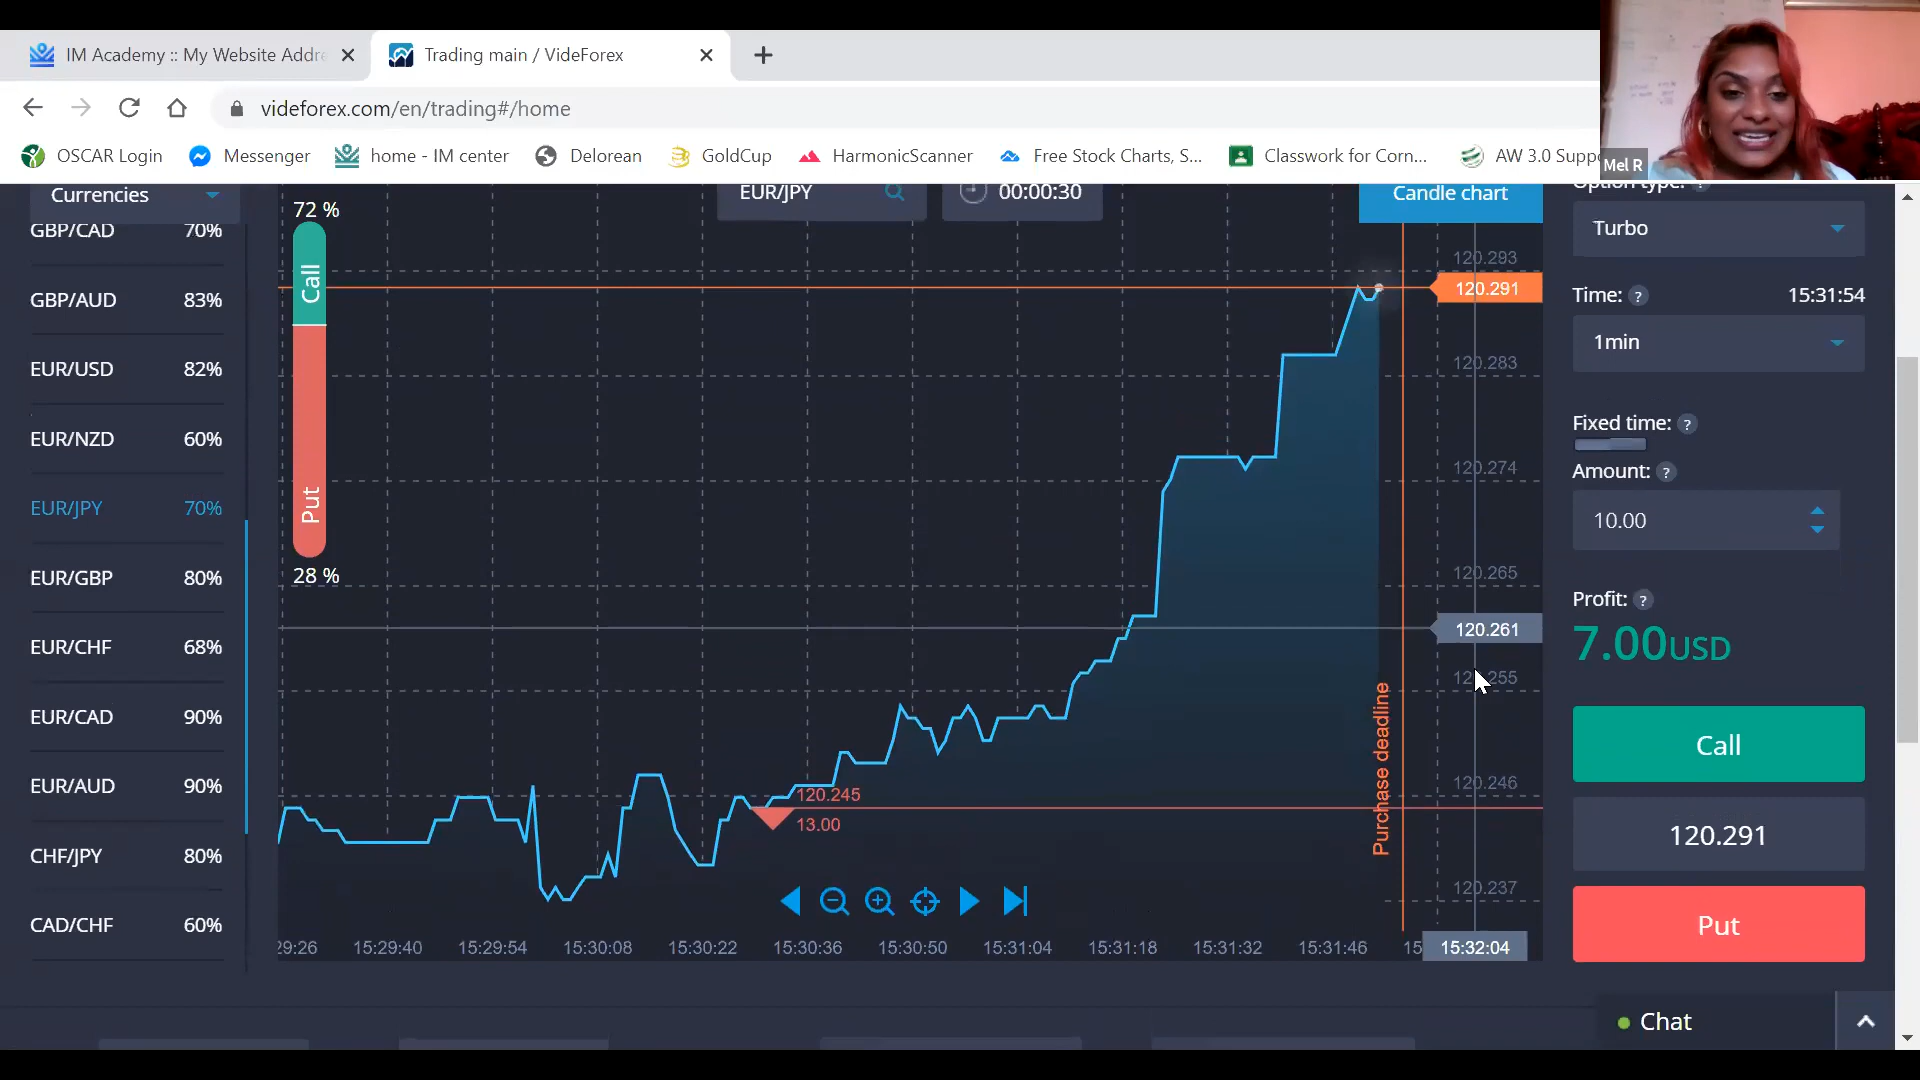 IM Academy :: My Website Addre
Trading main / VideForex
videforex.com/en/trading#/home
OSCAR Login
Messenger
home - IM center
Delorean
GoldCup
HarmonicScanner
Free Stock Charts, S...
Classwork for Corn...
AW 3.0 Suppo
Mel R
Currencies
GBP/CAD 70%
GBP/AUD 83%
EUR/USD 82%
EUR/NZD 60%
EUR/JPY 70%
EUR/GBP 80%
EUR/CHF 68%
EUR/CAD 90%
EUR/AUD 90%
CHF/JPY 80%
CAD/CHF 60%
72 %
Call
Put
28 %
EUR/JPY
00:00:30
Candle chart
120.293
120.291
120.283
120.274
120.265
120.261
120.255
120.246
120.237
120.245
13.00
Purchase deadline
29:26 15:29:40 15:29:54 15:30:08 15:30:22 15:30:36 15:30:50 15:31:04 15:31:18 15:31:32 15:31:46 15 15:32:04
Option type: ?
Turbo
Time: ? 15:31:54
1min
Fixed time: ?
Amount: ?
10.00
Profit: ?
7.00USD
Call
120.291
Put
Chat